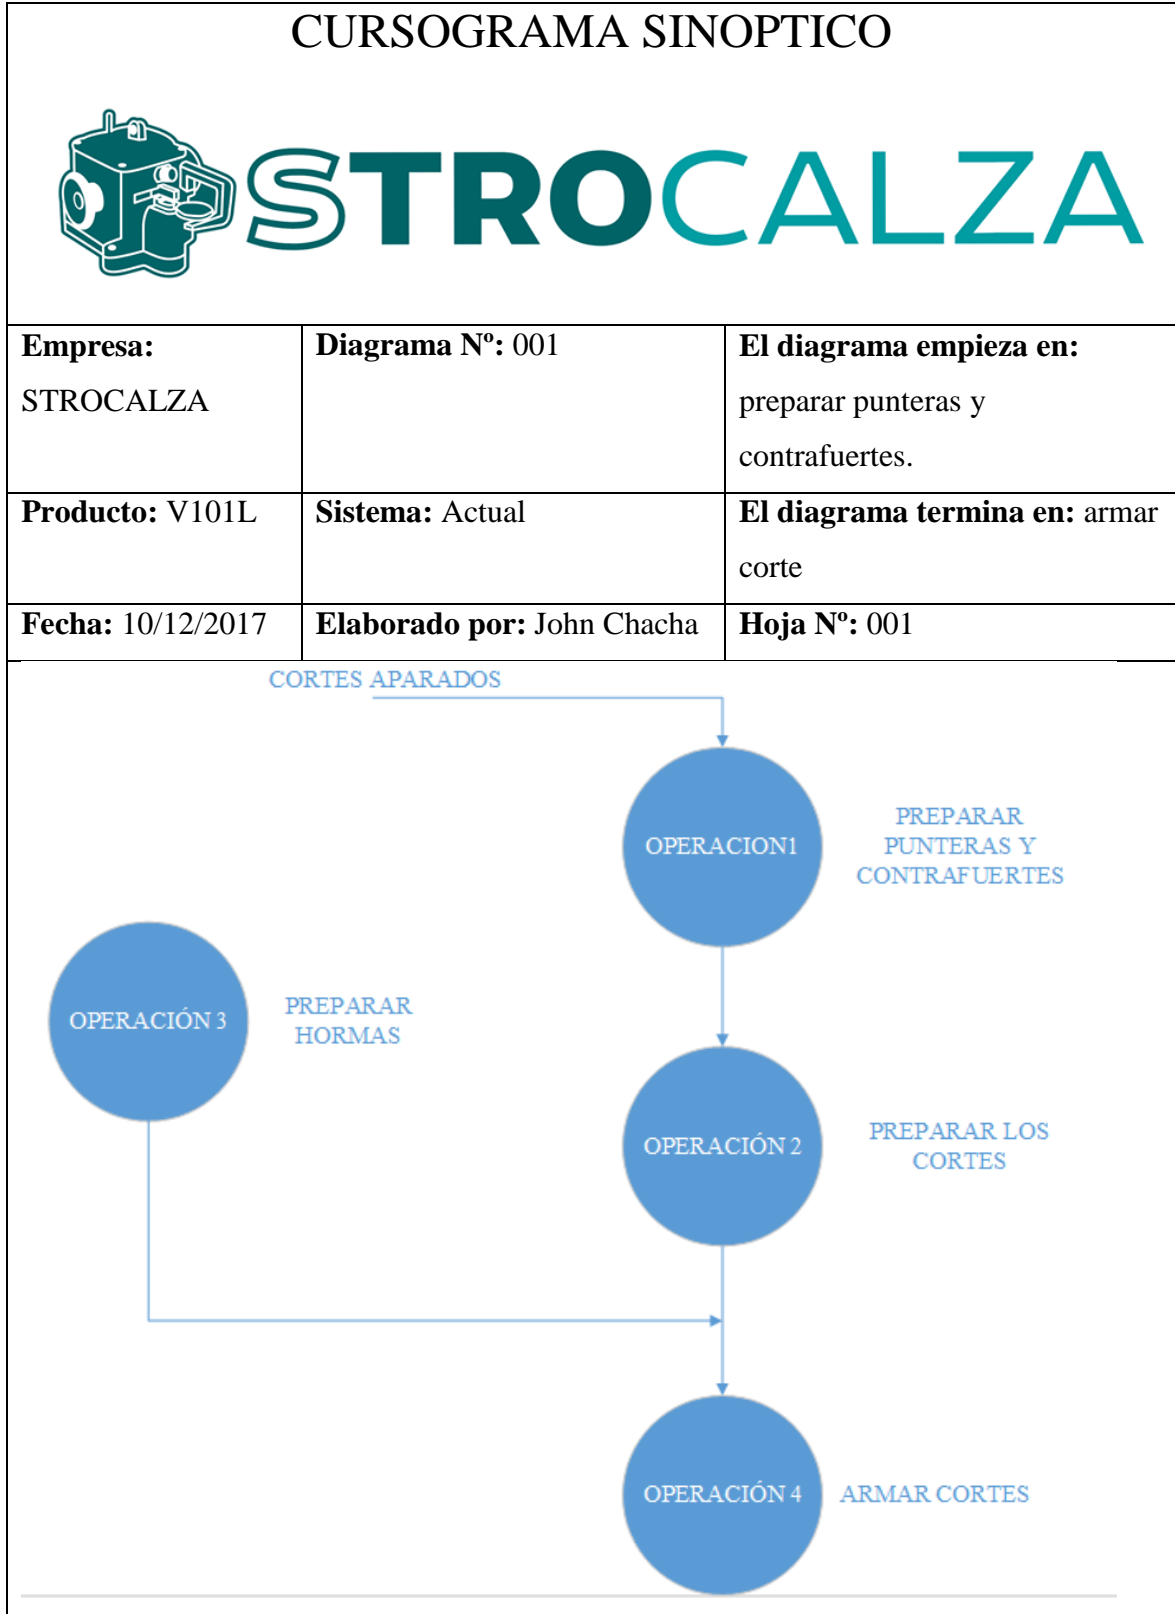 CURSOGRAMA SINOPTICO
STROCALZA
Empresa:
STROCALZA
Diagrama Nº: 001
El diagrama empieza en:
preparar punteras y
contrafuertes.
Producto: V101L
Sistema: Actual
El diagrama termina en: armar
corte
Fecha: 10/12/2017
Elaborado por: John Chacha
Hoja Nº: 001
CORTES APARADOS
OPERACION1
PREPARAR
PUNTERAS Y
CONTRAFUERTES
OPERACIÓN 3
PREPARAR
HORMAS
OPERACIÓN 2
PREPARAR LOS
CORTES
OPERACIÓN 4
ARMAR CORTES